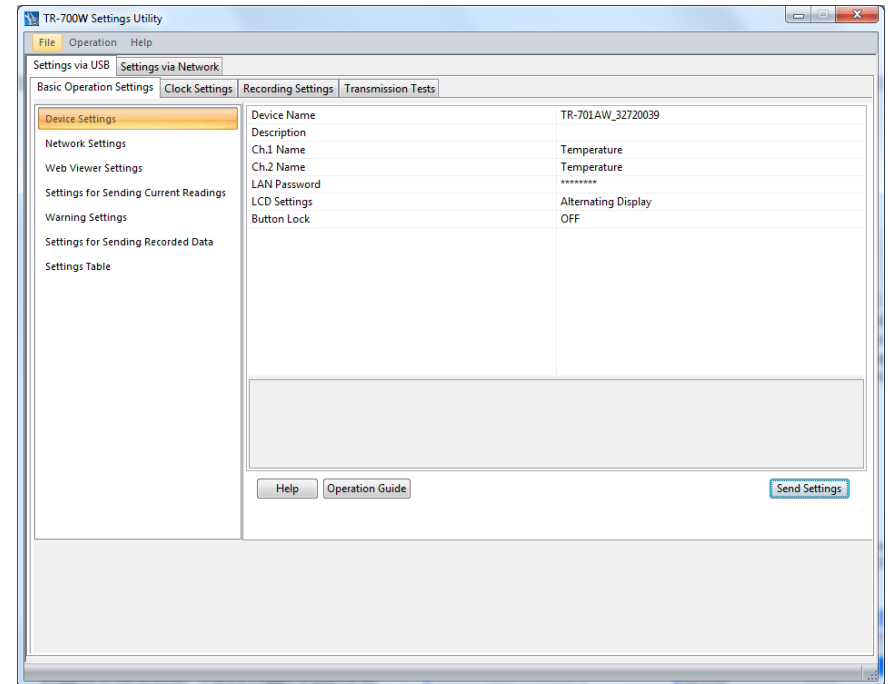 TR-700W Settings Utility
File Operation Help
Settings via USB Settings via Network
Basic Operation Settings Clock Settings Recording Settings Transmission Tests
Device Settings
Network Settings
Web Viewer Settings
Settings for Sending Current Readings
Warning Settings
Settings for Sending Recorded Data
Settings Table
Device Name TR-701AW_32720039
Description
Ch.1 Name Temperature
Ch.2 Name Temperature
LAN Password ********
LCD Settings Alternating Display
Button Lock OFF
Help Operation Guide Send Settings